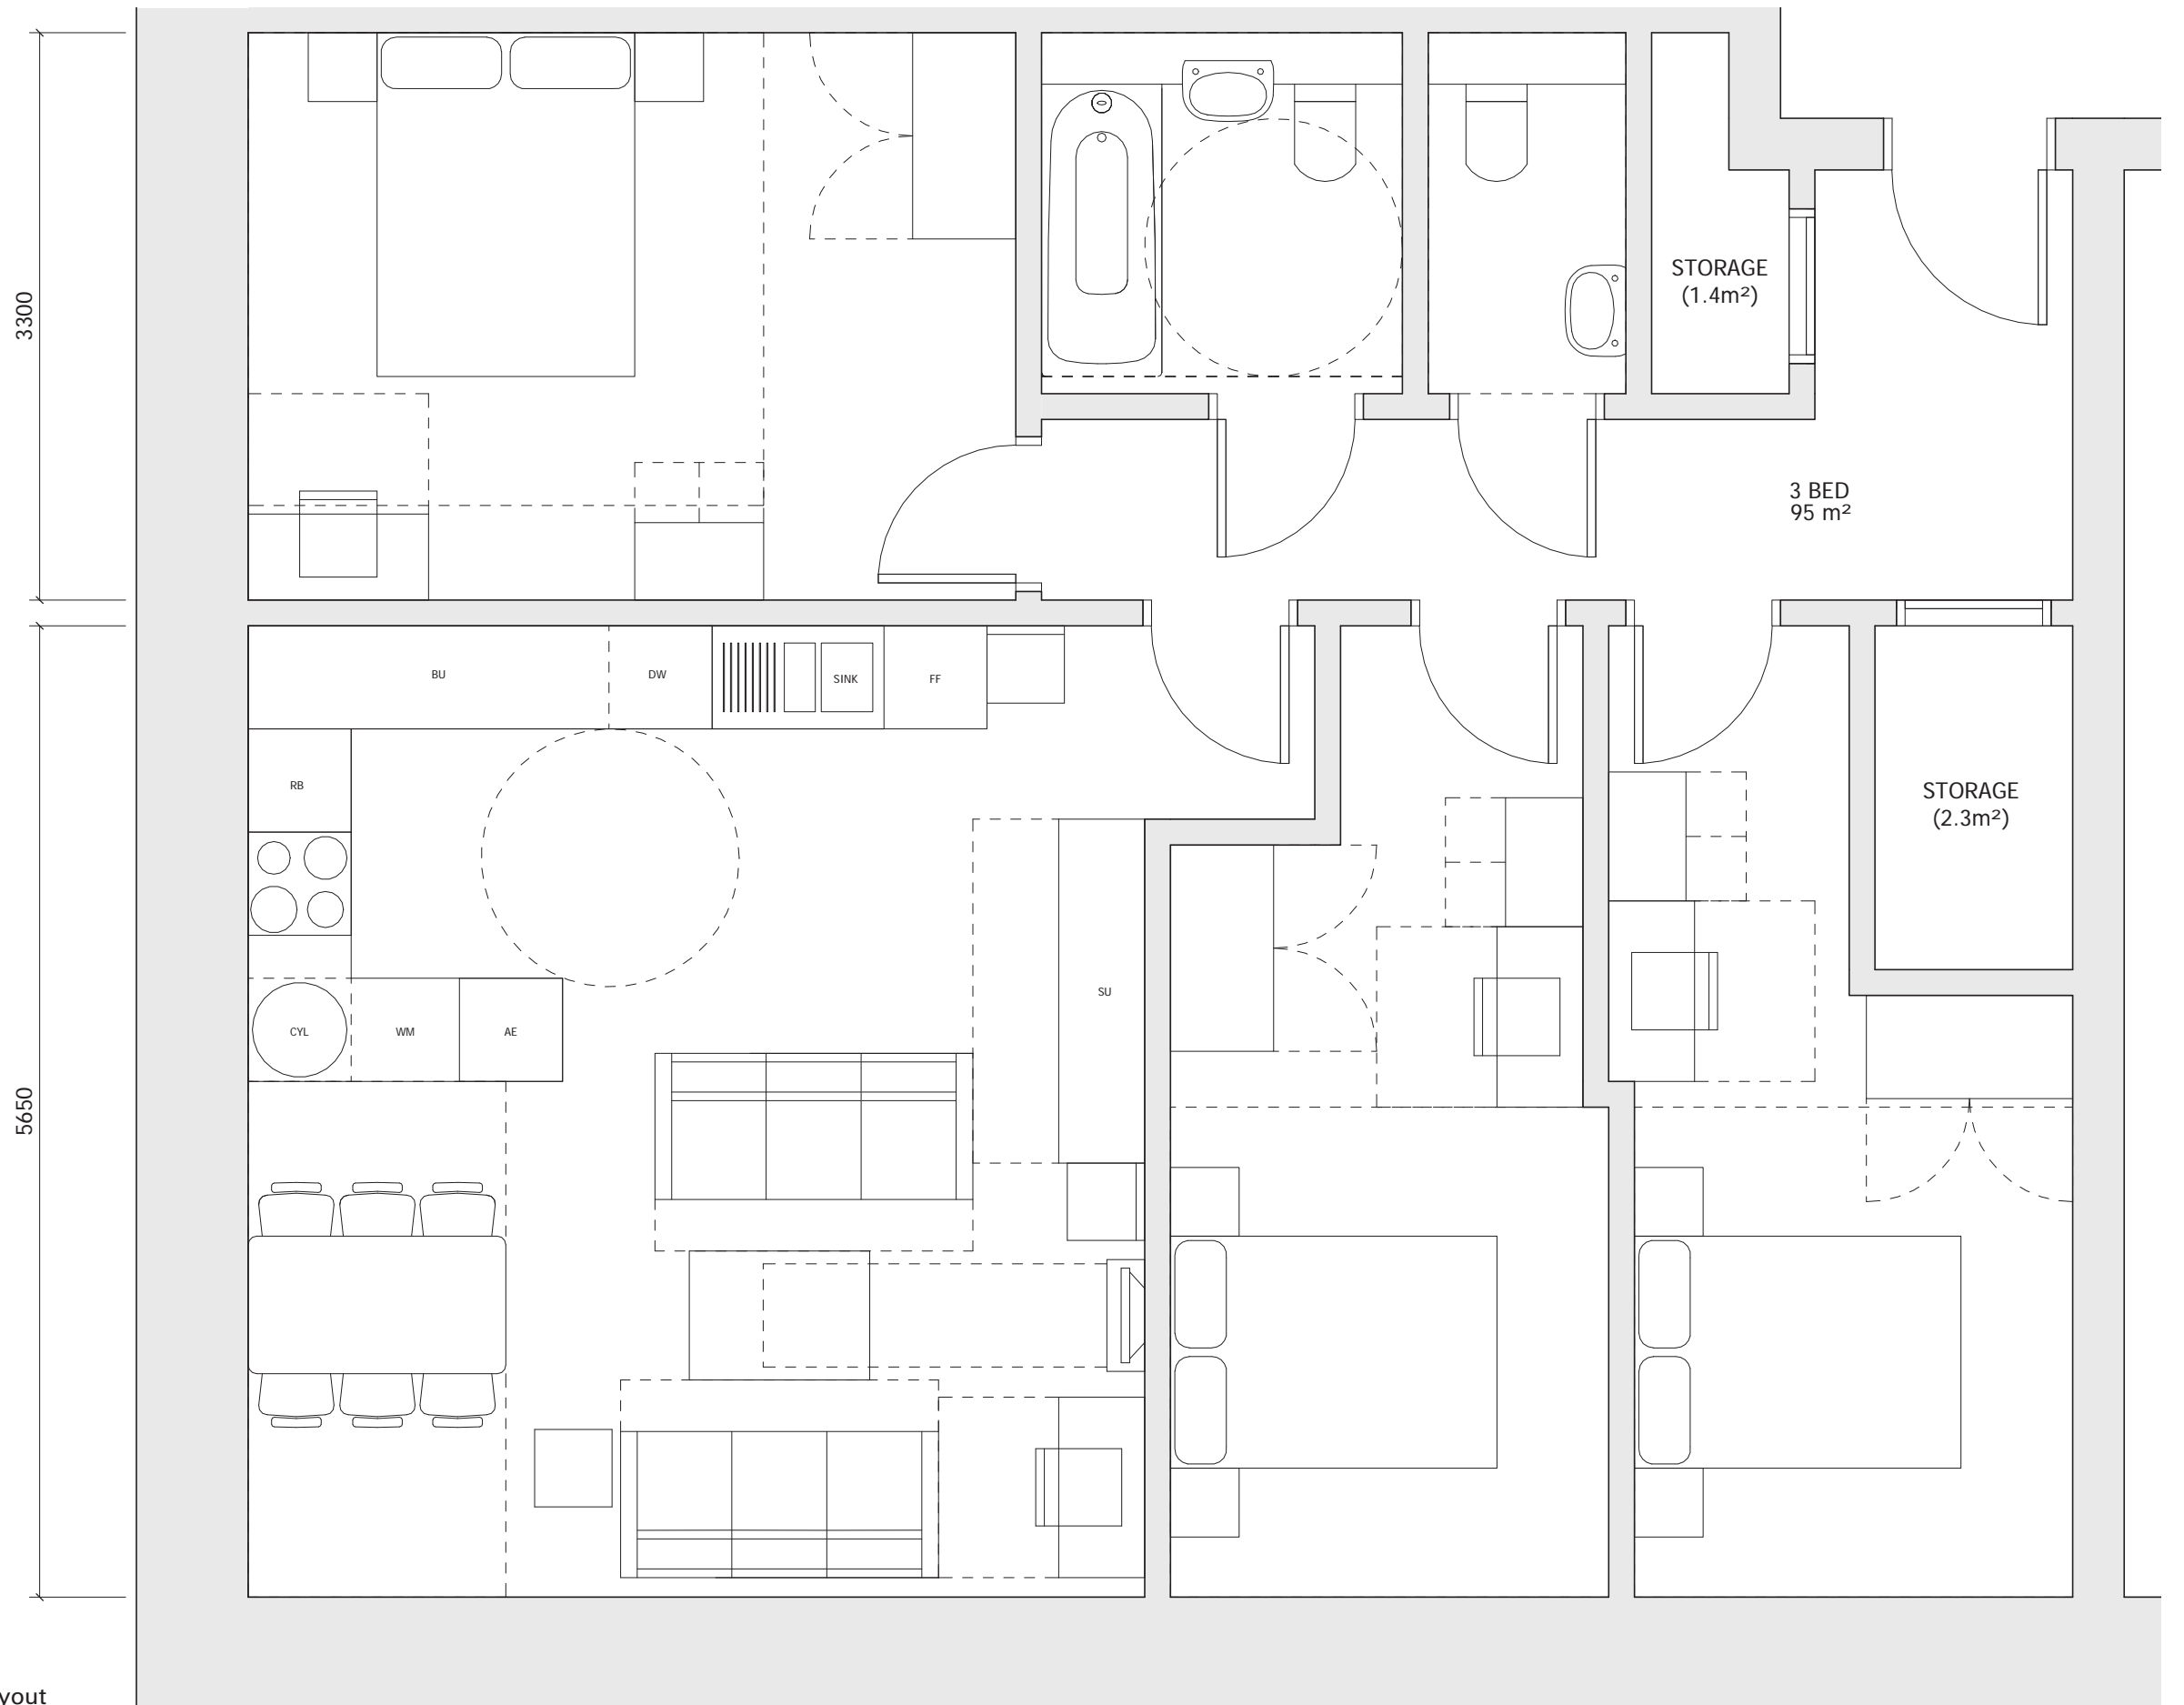 3300
STORAGE
(1.4m²)
3 BED
95 m²
BU
DW
SINK
FF
RB
STORAGE
(2.3m²)
SU
CYL
WM
AE
5650
yout